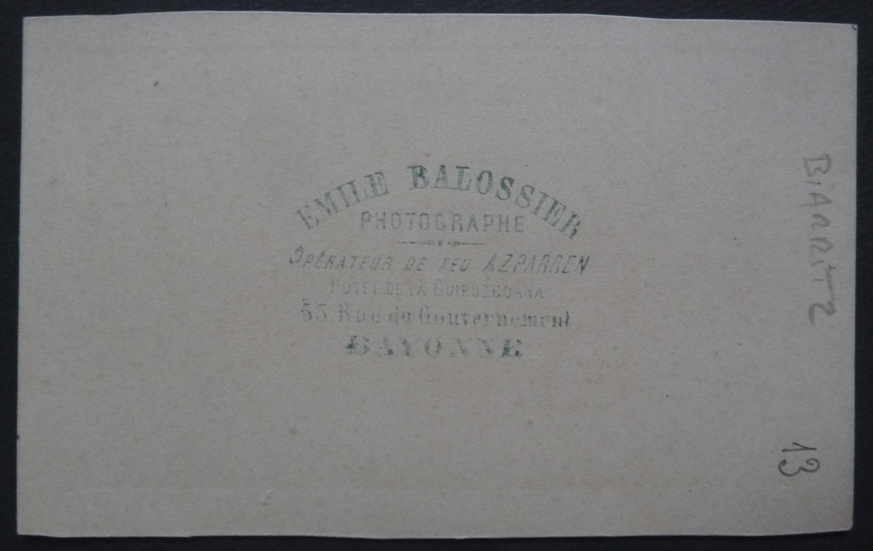 EMILE BALOSSIER
PHOTOGRAPHE
OPÉRATEUR DE FEU AZPARREN
HOTEL DE LA GUIPUZCOANA
55 Rue du Gouvernement
BAYONNE
BiARRitz
13